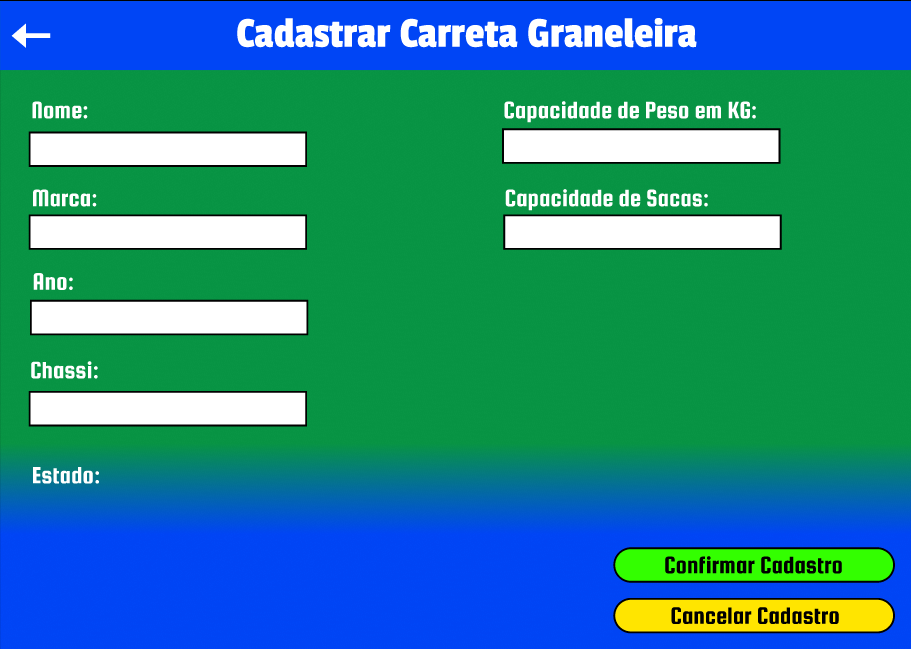 Cadastrar Carreta Graneleira
Nome:
Capacidade de Peso em KG:
Marca:
Capacidade de Sacas:
Ano:
Chassi:
Estado:
Confirmar Cadastro
Cancelar Cadastro